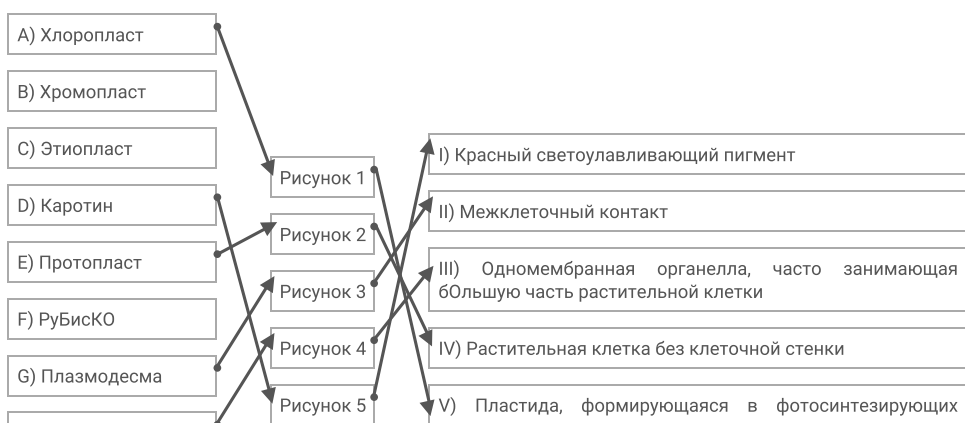 A) Хлоропласт
B) Хромопласт
C) Этиопласт
D) Каротин
E) Протопласт
F) РуБисКО
G) Плазмодесма
Рисунок 1
Рисунок 2
Рисунок 3
Рисунок 4
Рисунок 5
I) Красный светоулавливающий пигмент
II) Межклеточный контакт
III) Одномембранная органелла, часто занимающая
бОльшую часть растительной клетки
IV) Растительная клетка без клеточной стенки
V) Пластида, формирующаяся в фотосинтезирующих